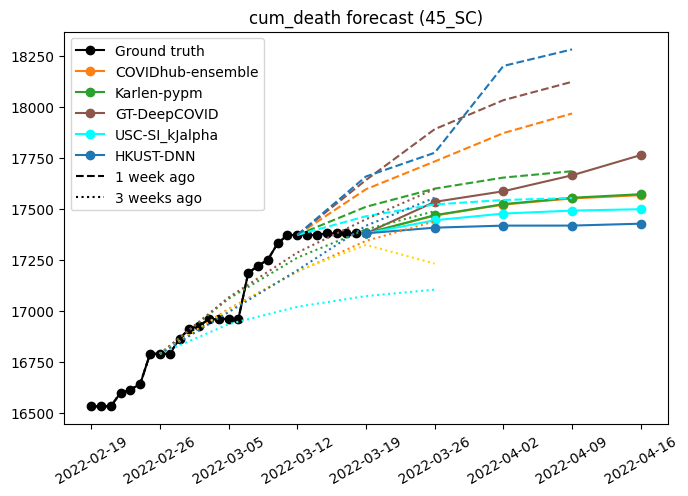 cum_death forecast (45_SC)
18250
18000
17750
17500
17250
17000
16750
16500
Ground truth
COVIDhub-ensemble
Karlen-pypm
GT-DeepCOVID
USC-SI_kJalpha
HKUST-DNN
1 week ago
3 weeks ago
2022-02-19
2022-02-26
2022-03-05
2022-03-12
2022-03-19
2022-03-26
2022-04-02
2022-04-09
2022-04-16